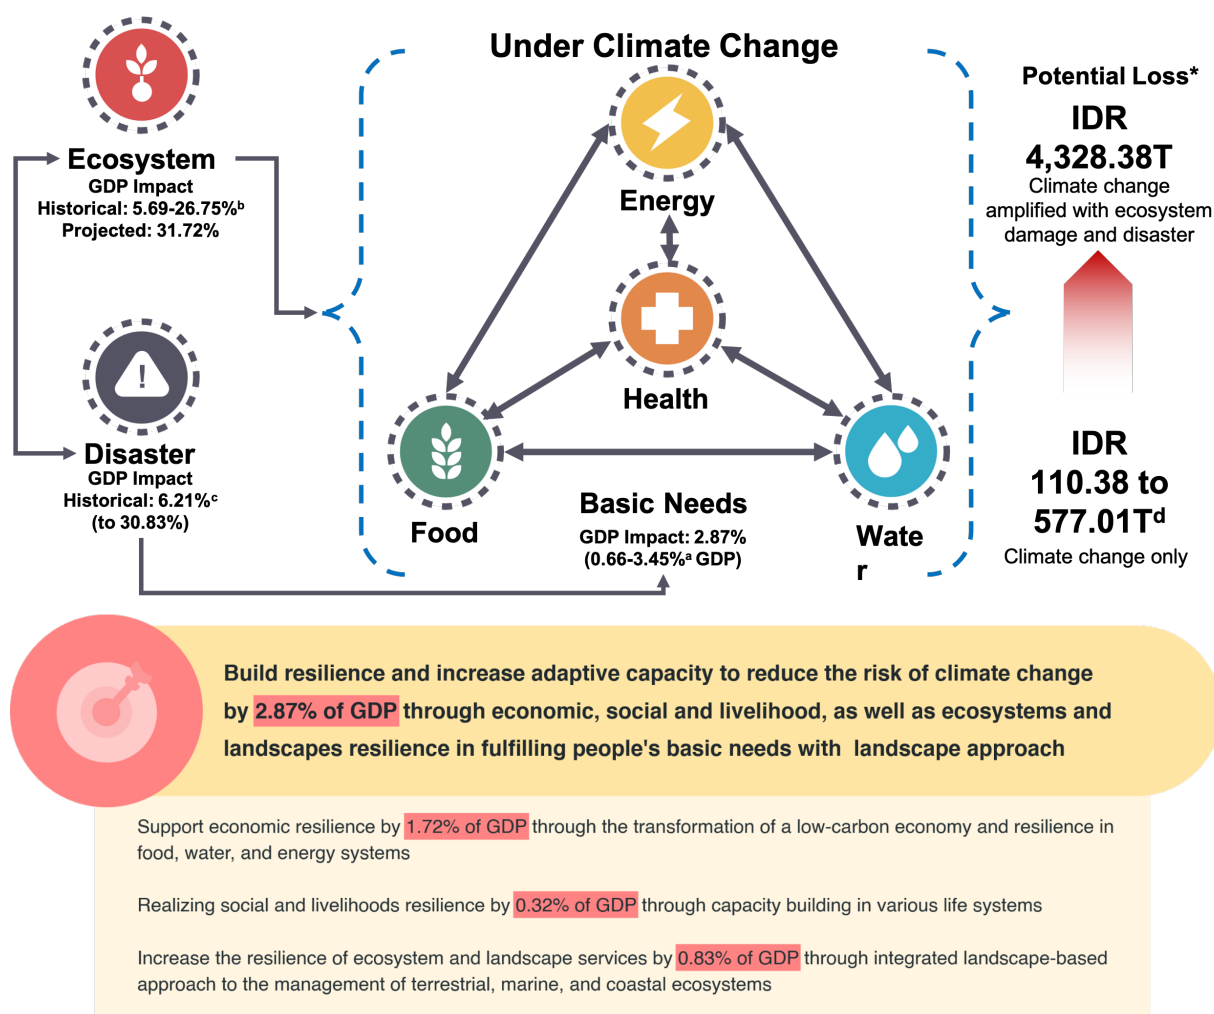 Under Climate Change
Ecosystem
GDP Impact
Historical: 5.69-26.75%ᵇ
Projected: 31.72%
Disaster
GDP Impact
Historical: 6.21%ᶜ
(to 30.83%)
Energy
Health
Food
Wate
r
Basic Needs
GDP Impact: 2.87%
(0.66-3.45%ᵃ GDP)
Potential Loss*
IDR
4,328.38T
Climate change
amplified with ecosystem
damage and disaster
IDR
110.38 to
577.01Tᵈ
Climate change only
Build resilience and increase adaptive capacity to reduce the risk of climate change
by 2.87% of GDP through economic, social and livelihood, as well as ecosystems and
landscapes resilience in fulfilling people's basic needs with landscape approach
Support economic resilience by 1.72% of GDP through the transformation of a low-carbon economy and resilience in
food, water, and energy systems
Realizing social and livelihoods resilience by 0.32% of GDP through capacity building in various life systems
Increase the resilience of ecosystem and landscape services by 0.83% of GDP through integrated landscape-based
approach to the management of terrestrial, marine, and coastal ecosystems